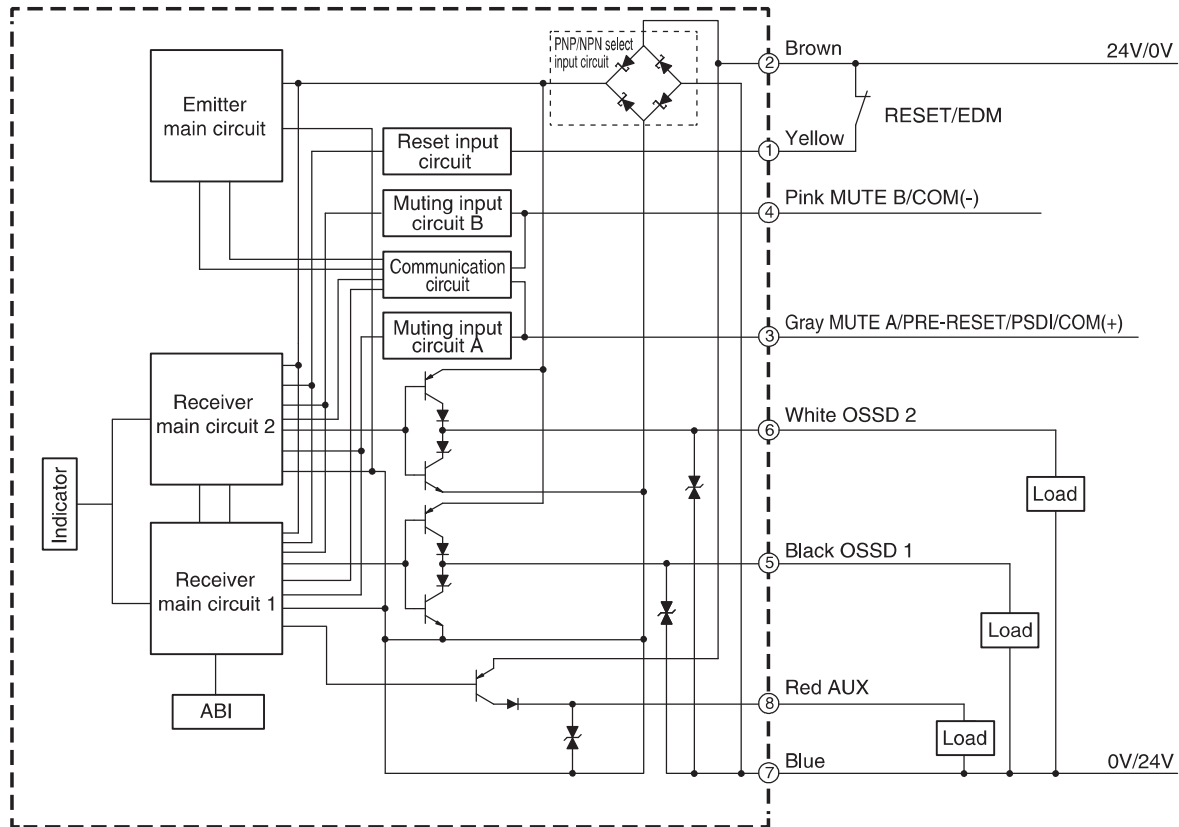 PNP/NPN select
input circuit
Emitter
main circuit
② Brown
24V/0V
RESET/EDM
Reset input
circuit
① Yellow
Muting input
circuit B
④ Pink MUTE B/COM(-)
Communication
circuit
Muting input
circuit A
③ Gray MUTE A/PRE-RESET/PSDI/COM(+)
Receiver
main circuit 2
⑥ White OSSD 2
Load
Indicator
Receiver
main circuit 1
⑤ Black OSSD 1
Load
ABI
⑧ Red AUX
Load
⑦ Blue
0V/24V